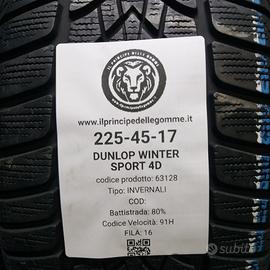 www.ilprincipedellegomme.it
225-45-17
DUNLOP WINTER
SPORT 4D
codice prodotto: 63128
Tipo: INVERNALI
COD:
Battistrada: 80%
Codice Velocità: 91H
FILA: 16
subito